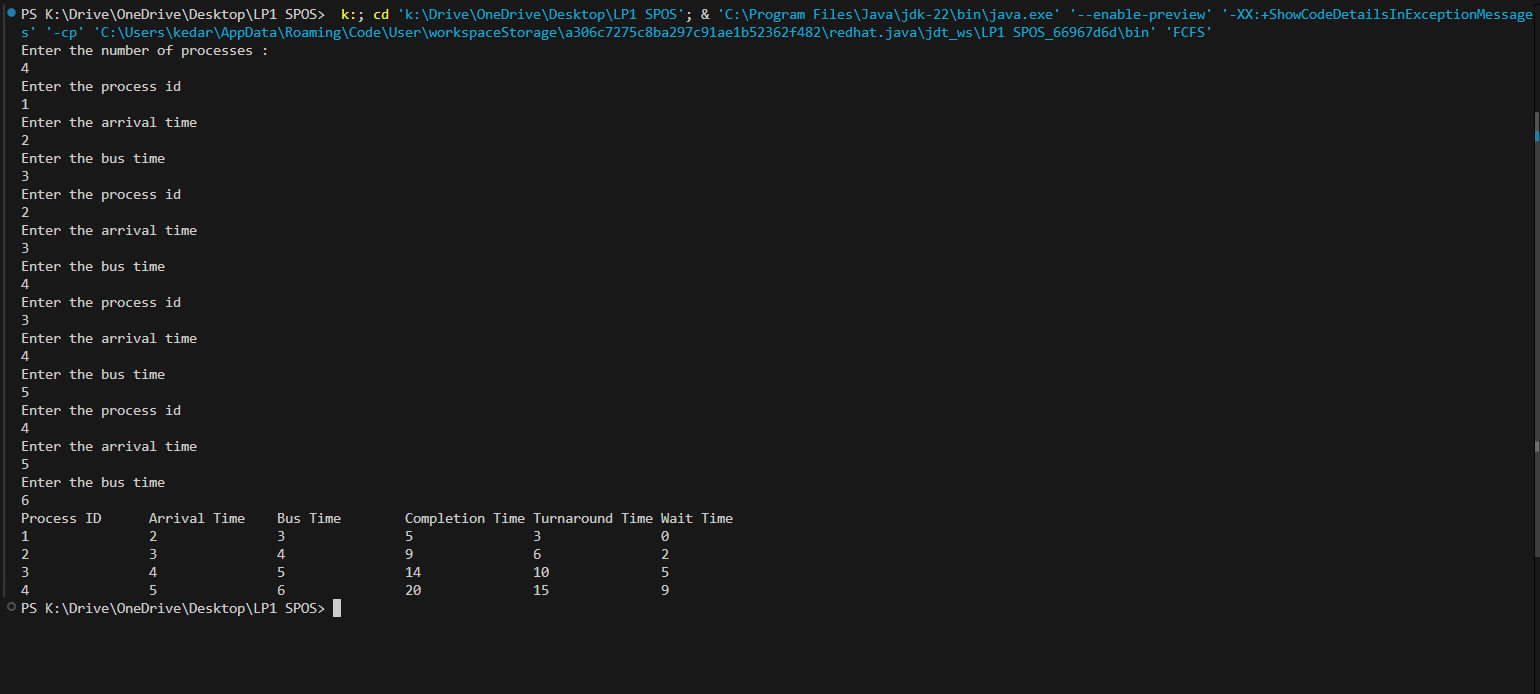 PS K:\Drive\OneDrive\Desktop\LP1 SPOS>  k:; cd 'k:\Drive\OneDrive\Desktop\LP1 SPOS'; & 'C:\Program Files\Java\jdk-22\bin\java.exe' '--enable-preview' '-XX:+ShowCodeDetailsInExceptionMessage
s' '-cp' 'C:\Users\kedar\AppData\Roaming\Code\User\workspaceStorage\a306c7275c8ba297c91ae1b52362f482\redhat.java\jdt_ws\LP1 SPOS_66967d6d\bin' 'FCFS'
Enter the number of processes :
4
Enter the process id
1
Enter the arrival time
2
Enter the bus time
3
Enter the process id
2
Enter the arrival time
3
Enter the bus time
4
Enter the process id
3
Enter the arrival time
4
Enter the bus time
5
Enter the process id
4
Enter the arrival time
5
Enter the bus time
6
Process ID      Arrival Time    Bus Time        Completion Time Turnaround Time Wait Time
1               2               3               5               3               0
2               3               4               9               6               2
3               4               5               14              10              5
4               5               6               20              15              9
PS K:\Drive\OneDrive\Desktop\LP1 SPOS>